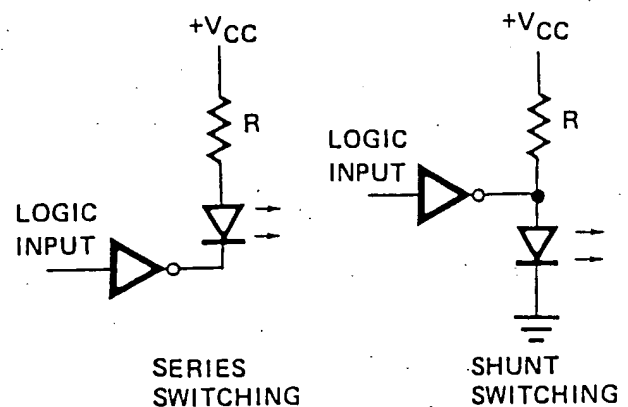 +VCC
R
LOGIC
INPUT
SERIES
SWITCHING
+VCC
R
LOGIC
INPUT
SHUNT
SWITCHING